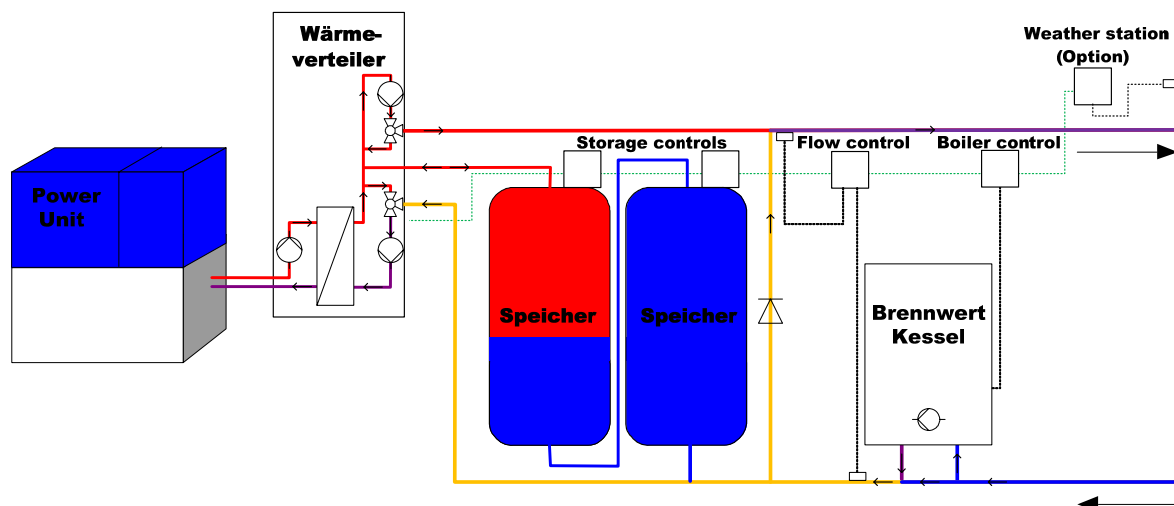 Wärme-
verteiler
Weather station
(Option)
Storage controls
Flow control
Boiler control
Power
Unit
Speicher
Speicher
Brennwert
Kessel